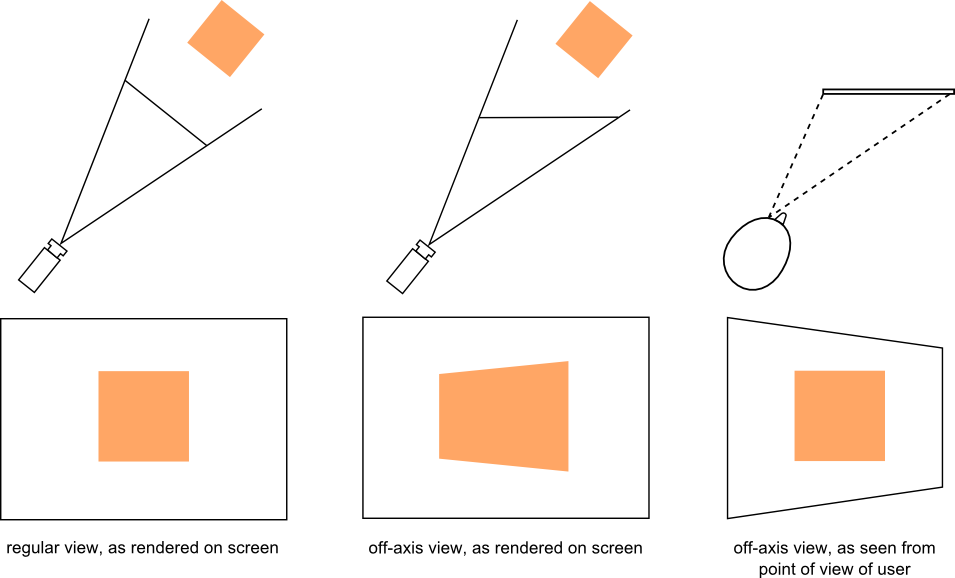 regular view, as rendered on screen
off-axis view, as rendered on screen
off-axis view, as seen from
point of view of user